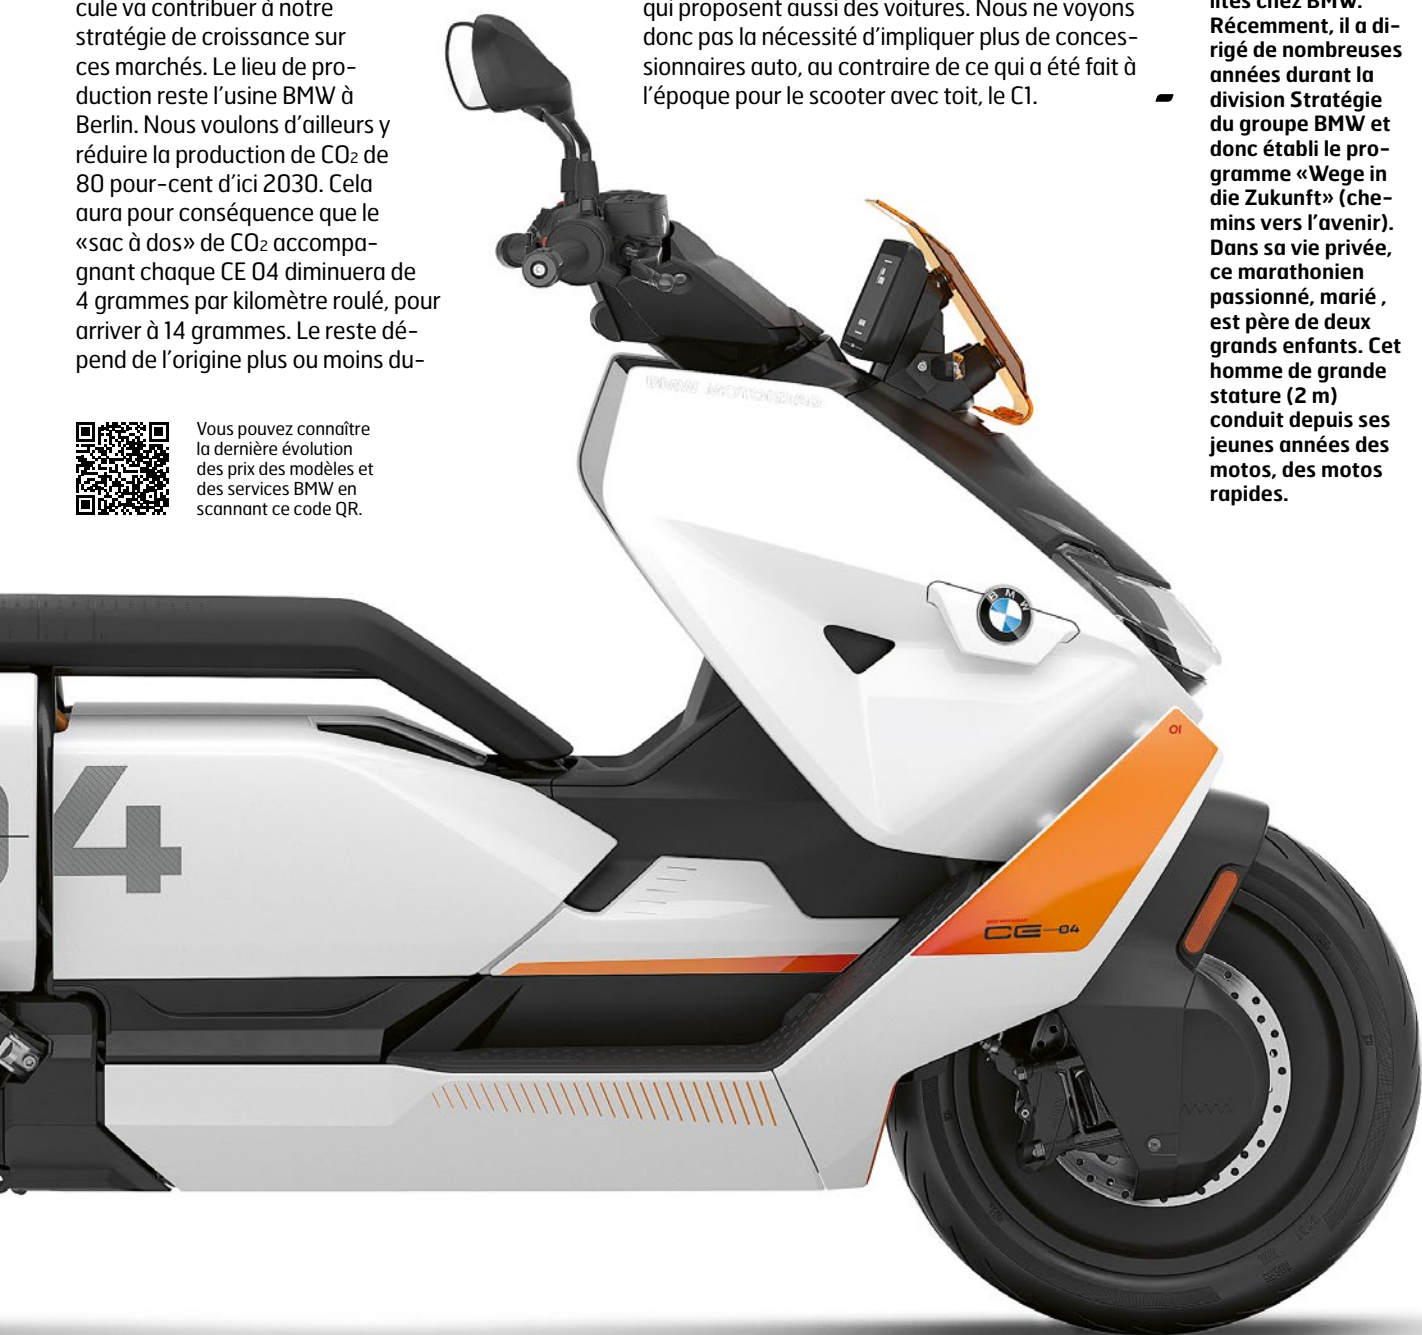 cule va contribuer à notre
stratégie de croissance sur
ces marchés. Le lieu de pro-
duction reste l'usine BMW à
Berlin. Nous voulons d'ailleurs y
réduire la production de CO₂ de
80 pour-cent d'ici 2030. Cela
aura pour conséquence que le
«sac à dos» de CO₂ accompa-
gnant chaque CE 04 diminuera de
4 grammes par kilomètre roulé, pour
arriver à 14 grammes. Le reste dé-
pend de l'origine plus ou moins du-
Vous pouvez connaître
la dernière évolution
des prix des modèles et
des services BMW en
scannant ce code QR.
qui proposent aussi des voitures. Nous ne voyons
donc pas la nécessité d'impliquer plus de conces-
sionnaires auto, au contraire de ce qui a été fait à
l'époque pour le scooter avec toit, le C1.
lités chez BMW.
Récemment, il a di-
rigé de nombreuses
années durant la
division Stratégie
du groupe BMW et
donc établi le pro-
gramme «Wege in
die Zukunft» (che-
mins vers l'avenir).
Dans sa vie privée,
ce marathonien
passionné, marié ,
est père de deux
grands enfants. Cet
homme de grande
stature (2 m)
conduit depuis ses
jeunes années des
motos, des motos
rapides.
BMW MOTORRAD
BMW
01
04
CE-04